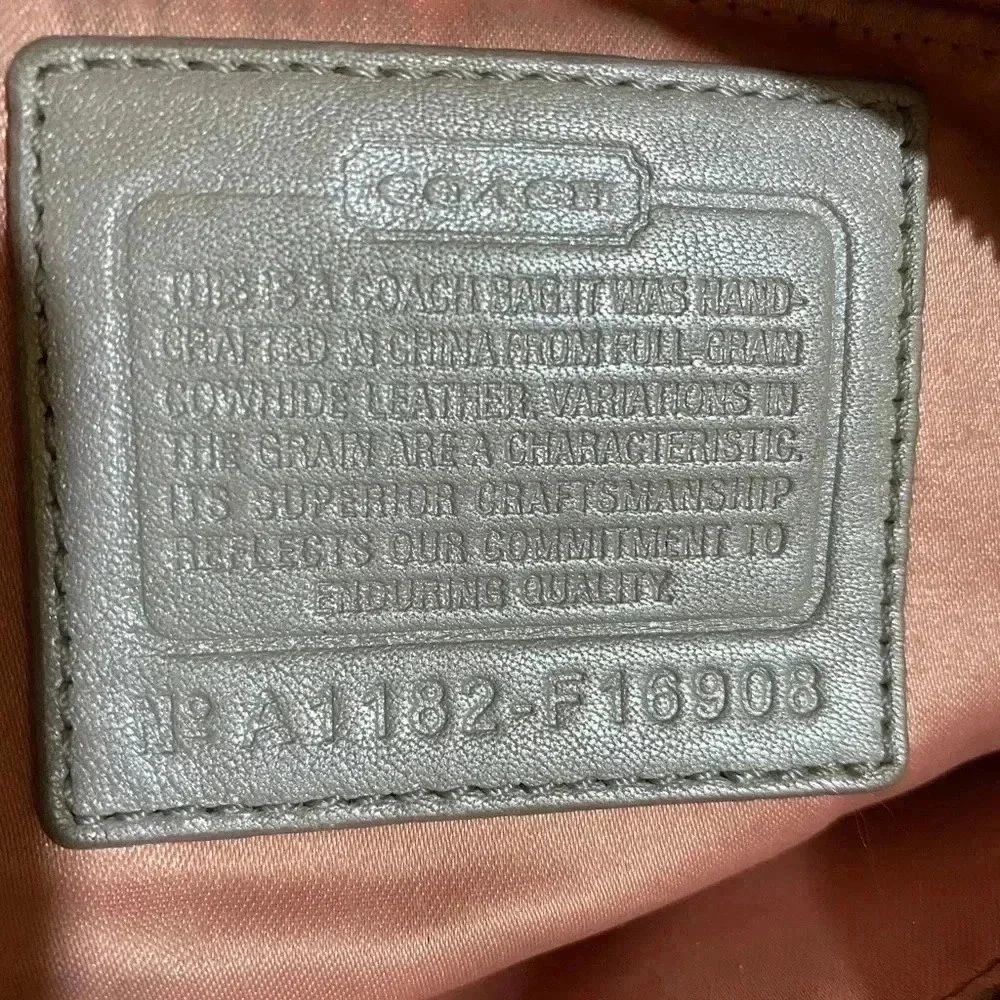 COACH
THIS IS A COACH BAG. IT WAS HAND-
CRAFTED IN CHINA FROM FULL GRAIN
COWHIDE LEATHER. VARIATIONS IN
THE GRAIN ARE A CHARACTERISTIC.
ITS SUPERIOR CRAFTSMANSHIP
REFLECTS OUR COMMITMENT TO
ENDURING QUALITY.
Nº A1182-F16908